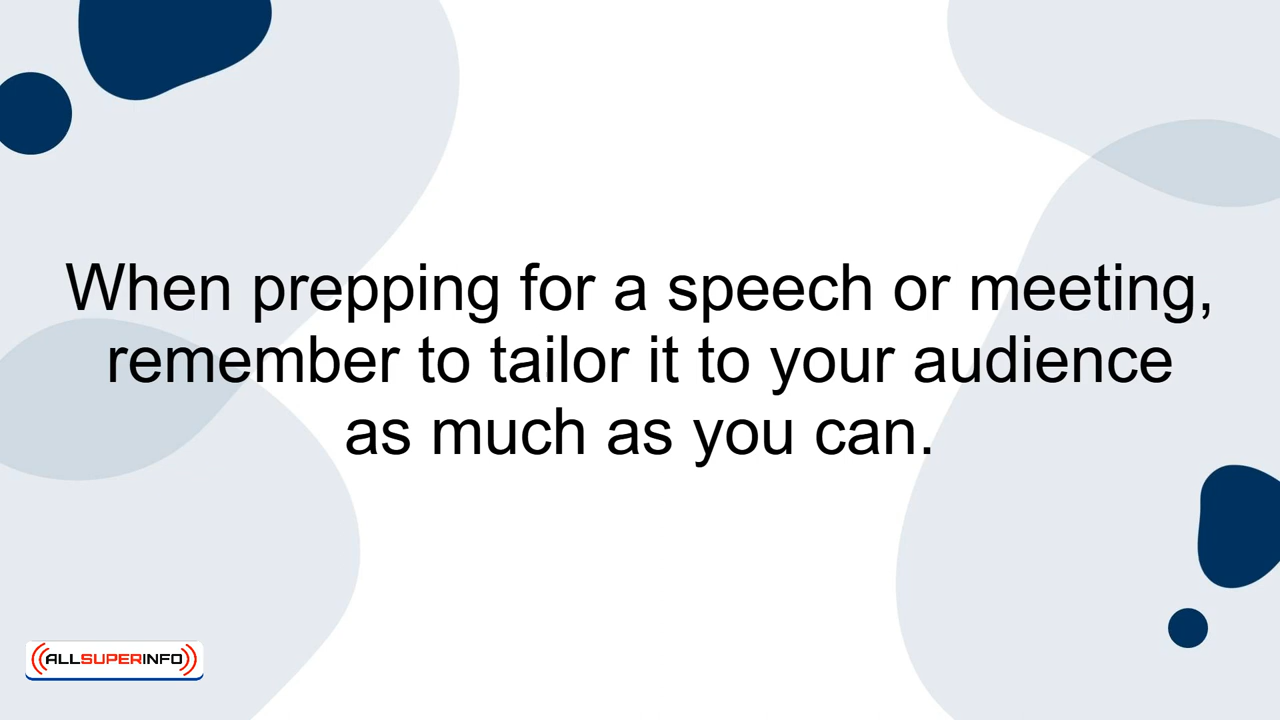 When prepping for a speech or meeting,
remember to tailor it to your audience
as much as you can.
ALLSUPERINFO